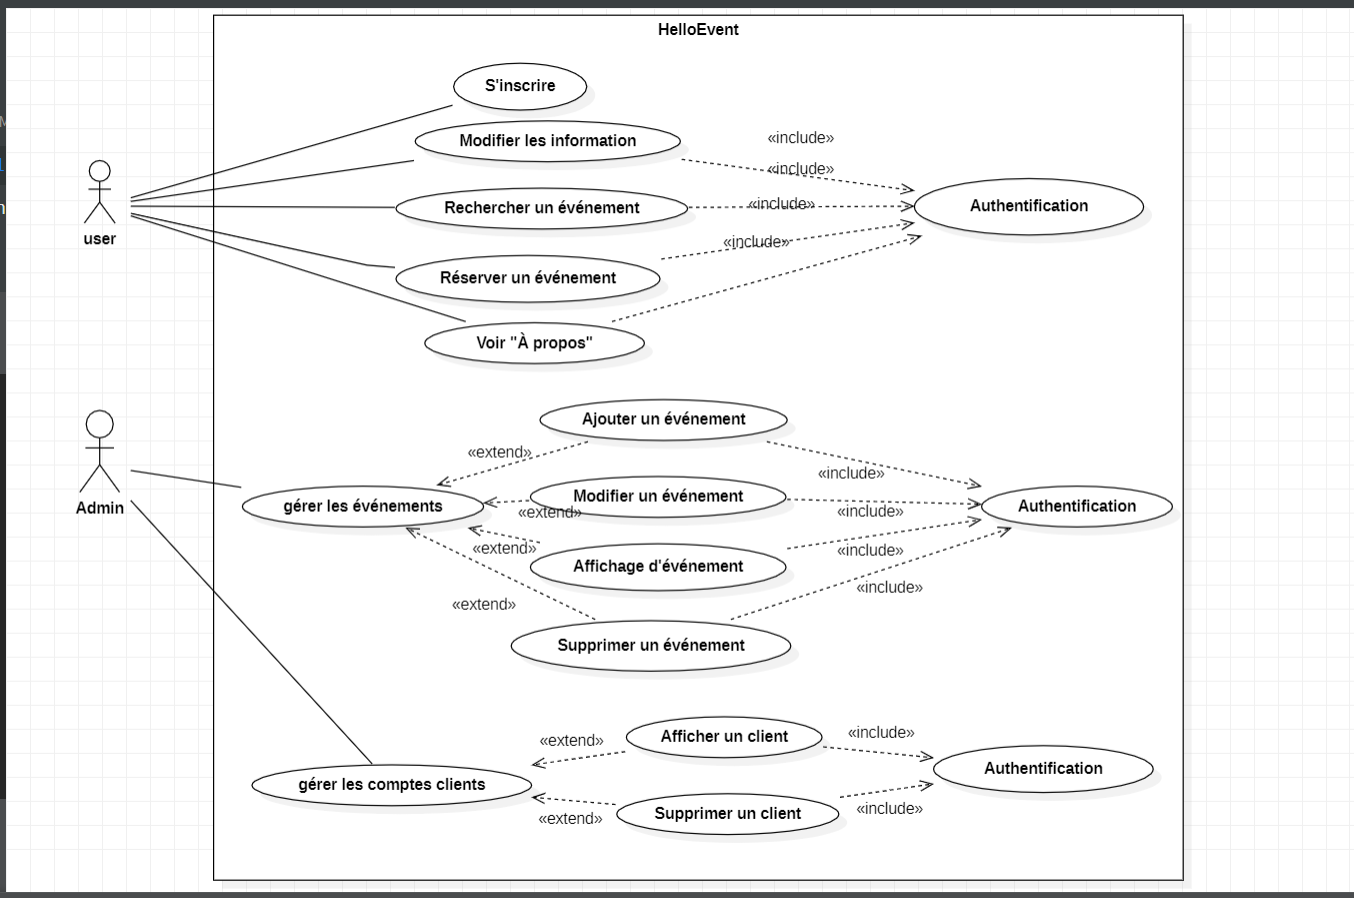 HelloEvent
S'inscrire
Modifier les information
«include»
«include»
Rechercher un événement
«include»
Authentification
user
«include»
Réserver un événement
Voir "À propos"
Ajouter un événement
«extend»
«include»
Modifier un événement
gérer les événements
Admin
«extend»
«include»
Authentification
«extend»
«include»
Affichage d'événement
«include»
«extend»
Supprimer un événement
Afficher un client
«extend»
«include»
Authentification
gérer les comptes clients
Supprimer un client
«extend»
«include»